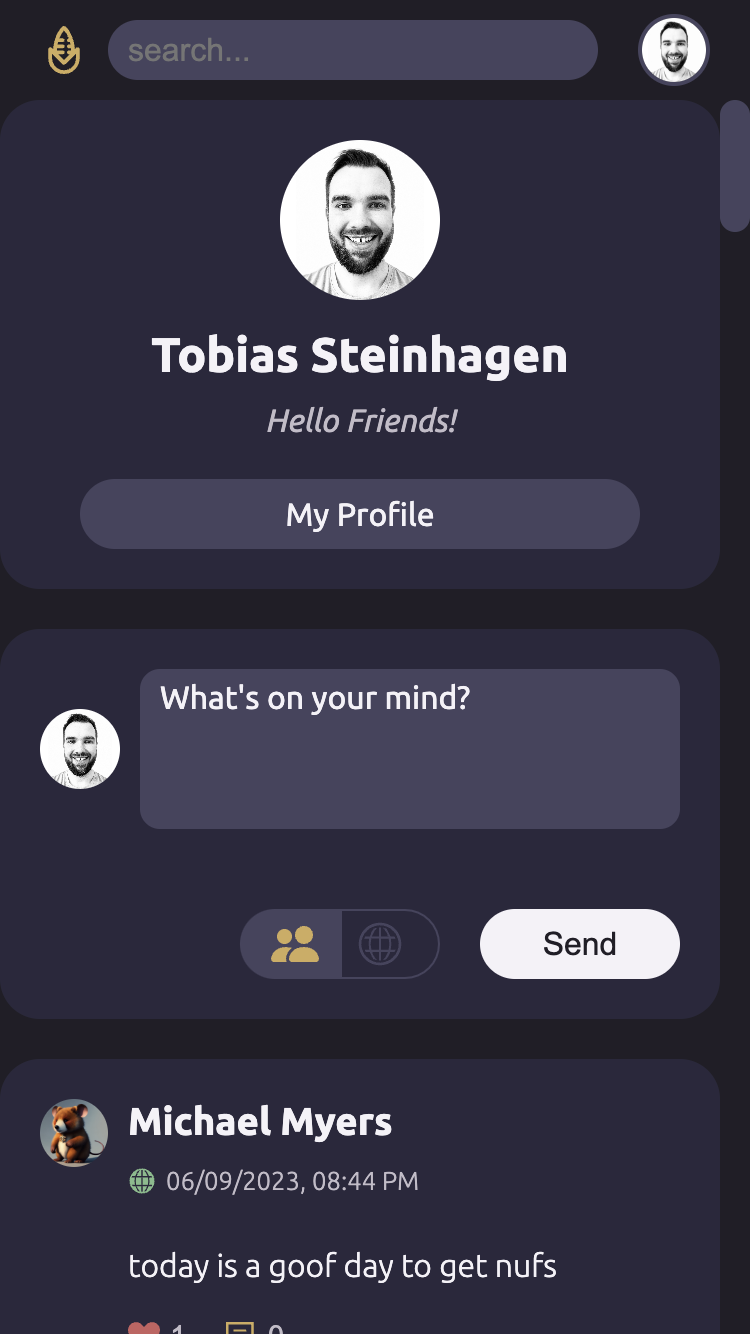 search...
Tobias Steinhagen
Hello Friends!
My Profile
What's on your mind?
Send
Michael Myers
06/09/2023, 08:44 PM
today is a goof day to get nufs
1 0